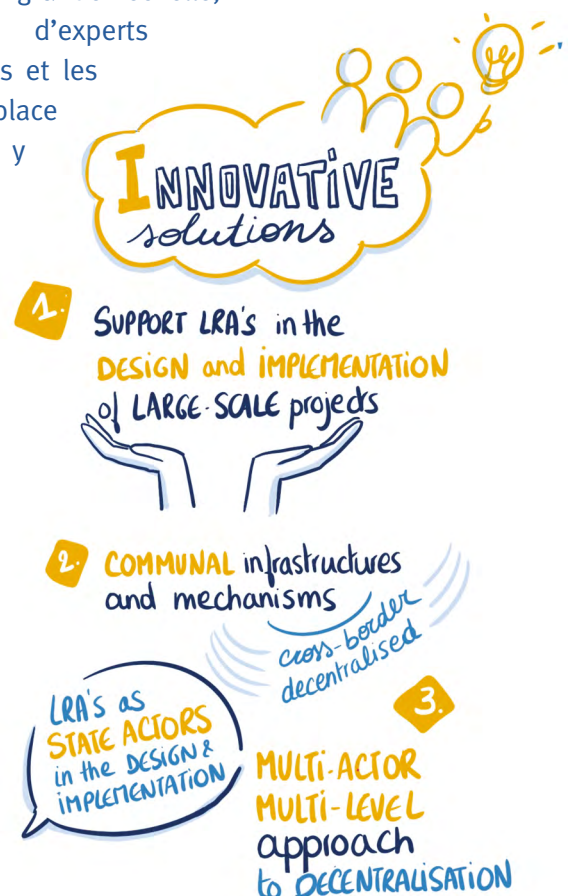 d'experts
s et les
place
y
INNOVATIVE
solutions
1.
SUPPORT LRA's in the
DESIGN and IMPLEMENTATION
of LARGE-SCALE projects
2.
COMMUNAL infrastructures
and mechanisms
cross-border
decentralised
LRA's as
STATE ACTORS
in the DESIGN &
IMPLEMENTATION
3.
MULTI-ACTOR
MULTI-LEVEL
approach
to DECENTRALISATION